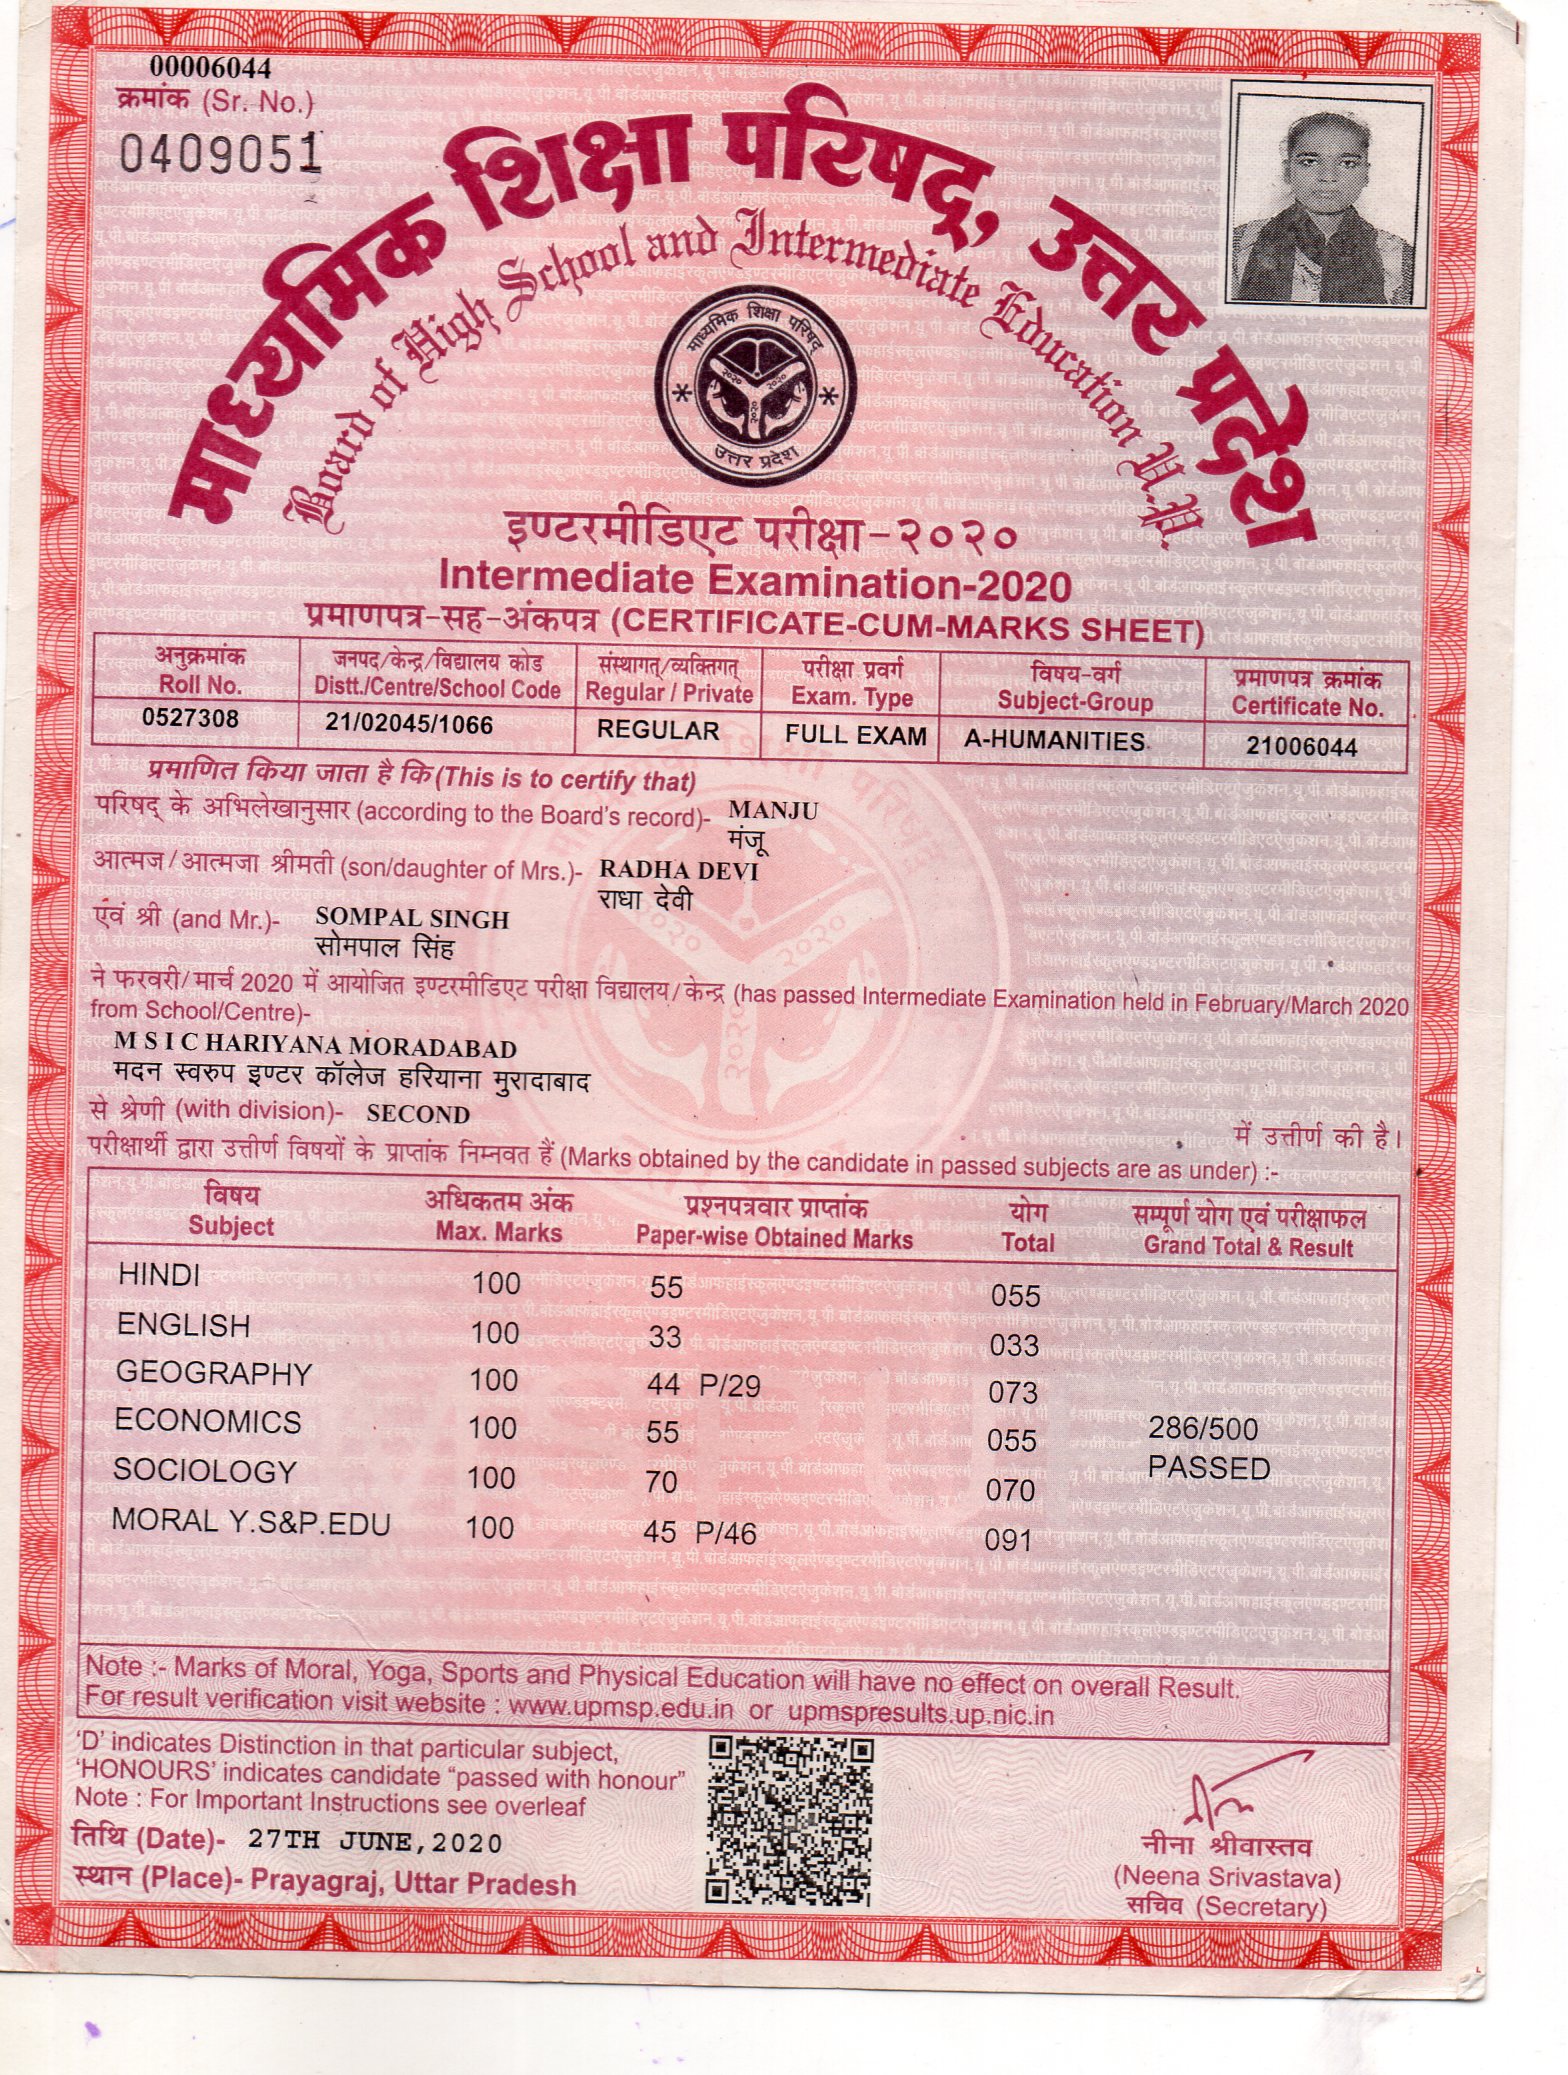 00006044
क्रमांक (Sr. No.)
0409051
माध्यमिक शिक्षा परिषद्, उत्तर प्रदेश
Board of High School and Intermediate Education U.P.
माध्यमिक शिक्षा परिषद्
२०२० २०२० २०२०
उत्तर प्रदेश
इण्टरमीडिएट परीक्षा-२०२०
Intermediate Examination-2020
प्रमाणपत्र-सह-अंकपत्र (CERTIFICATE-CUM-MARKS SHEET)
अनुक्रमांक जनपद/केन्द्र/विद्यालय कोड संस्थागत्/व्यक्तिगत् परीक्षा प्रवर्ग विषय-वर्ग प्रमाणपत्र क्रमांक
Roll No. Distt./Centre/School Code Regular / Private Exam. Type Subject-Group Certificate No.
0527308 21/02045/1066 REGULAR FULL EXAM A-HUMANITIES 21006044
प्रमाणित किया जाता है कि (This is to certify that)
परिषद् के अभिलेखानुसार (according to the Board's record)- MANJU
मंजू
आत्मज/आत्मजा श्रीमती (son/daughter of Mrs.)- RADHA DEVI
राधा देवी
एवं श्री (and Mr.)- SOMPAL SINGH
सोमपाल सिंह
ने फरवरी/मार्च 2020 में आयोजित इण्टरमीडिएट परीक्षा विद्यालय/केन्द्र (has passed Intermediate Examination held in February/March 2020
from School/Centre)-
M S I C HARIYANA MORADABAD
मदन स्वरुप इण्टर कॉलेज हरियाना मुरादाबाद
से श्रेणी (with division)- SECOND में उत्तीर्ण की है।
परीक्षार्थी द्वारा उत्तीर्ण विषयों के प्राप्तांक निम्नवत हैं (Marks obtained by the candidate in passed subjects are as under) :-
विषय अधिकतम अंक प्रश्नपत्रवार प्राप्तांक योग सम्पूर्ण योग एवं परीक्षाफल
Subject Max. Marks Paper-wise Obtained Marks Total Grand Total & Result
HINDI 100 55 055
ENGLISH 100 33 033
GEOGRAPHY 100 44 P/29 073
ECONOMICS 100 55 055 286/500
SOCIOLOGY 100 70 070 PASSED
MORAL Y.S&P.EDU 100 45 P/46 091
Note :- Marks of Moral, Yoga, Sports and Physical Education will have no effect on overall Result.
For result verification visit website : www.upmsp.edu.in or upmspresults.up.nic.in
'D' indicates Distinction in that particular subject,
'HONOURS' indicates candidate "passed with honour"
Note : For Important Instructions see overleaf
तिथि (Date)- 27TH JUNE,2020
स्थान (Place)- Prayagraj, Uttar Pradesh
नीना श्रीवास्तव
(Neena Srivastava)
सचिव (Secretary)